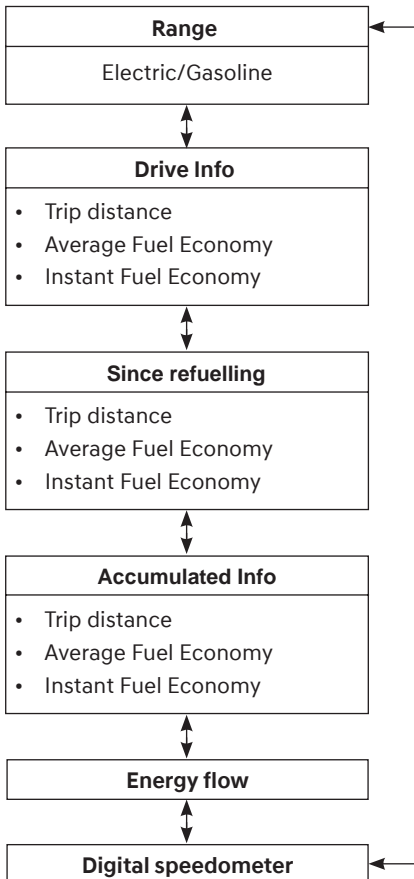 Range
Electric/Gasoline
Drive Info
• Trip distance
• Average Fuel Economy
• Instant Fuel Economy
Since refuelling
• Trip distance
• Average Fuel Economy
• Instant Fuel Economy
Accumulated Info
• Trip distance
• Average Fuel Economy
• Instant Fuel Economy
Energy flow
Digital speedometer